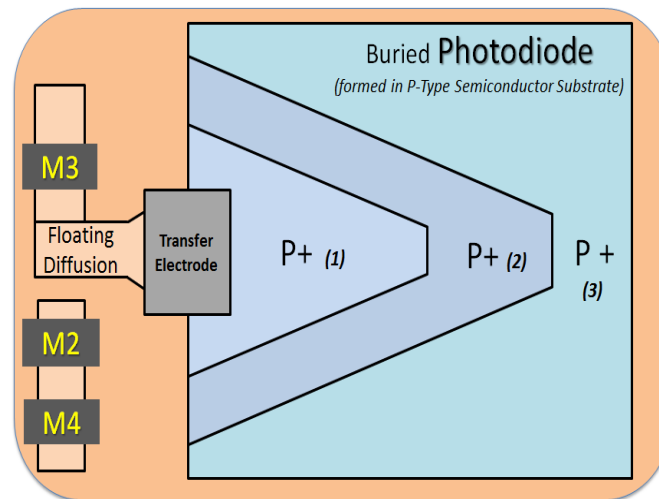 Buried Photodiode
(formed in P-Type Semiconductor Substrate)
M3
Floating
Diffusion
Transfer
Electrode
P+ (1)
P+ (2)
P +
(3)
M2
M4